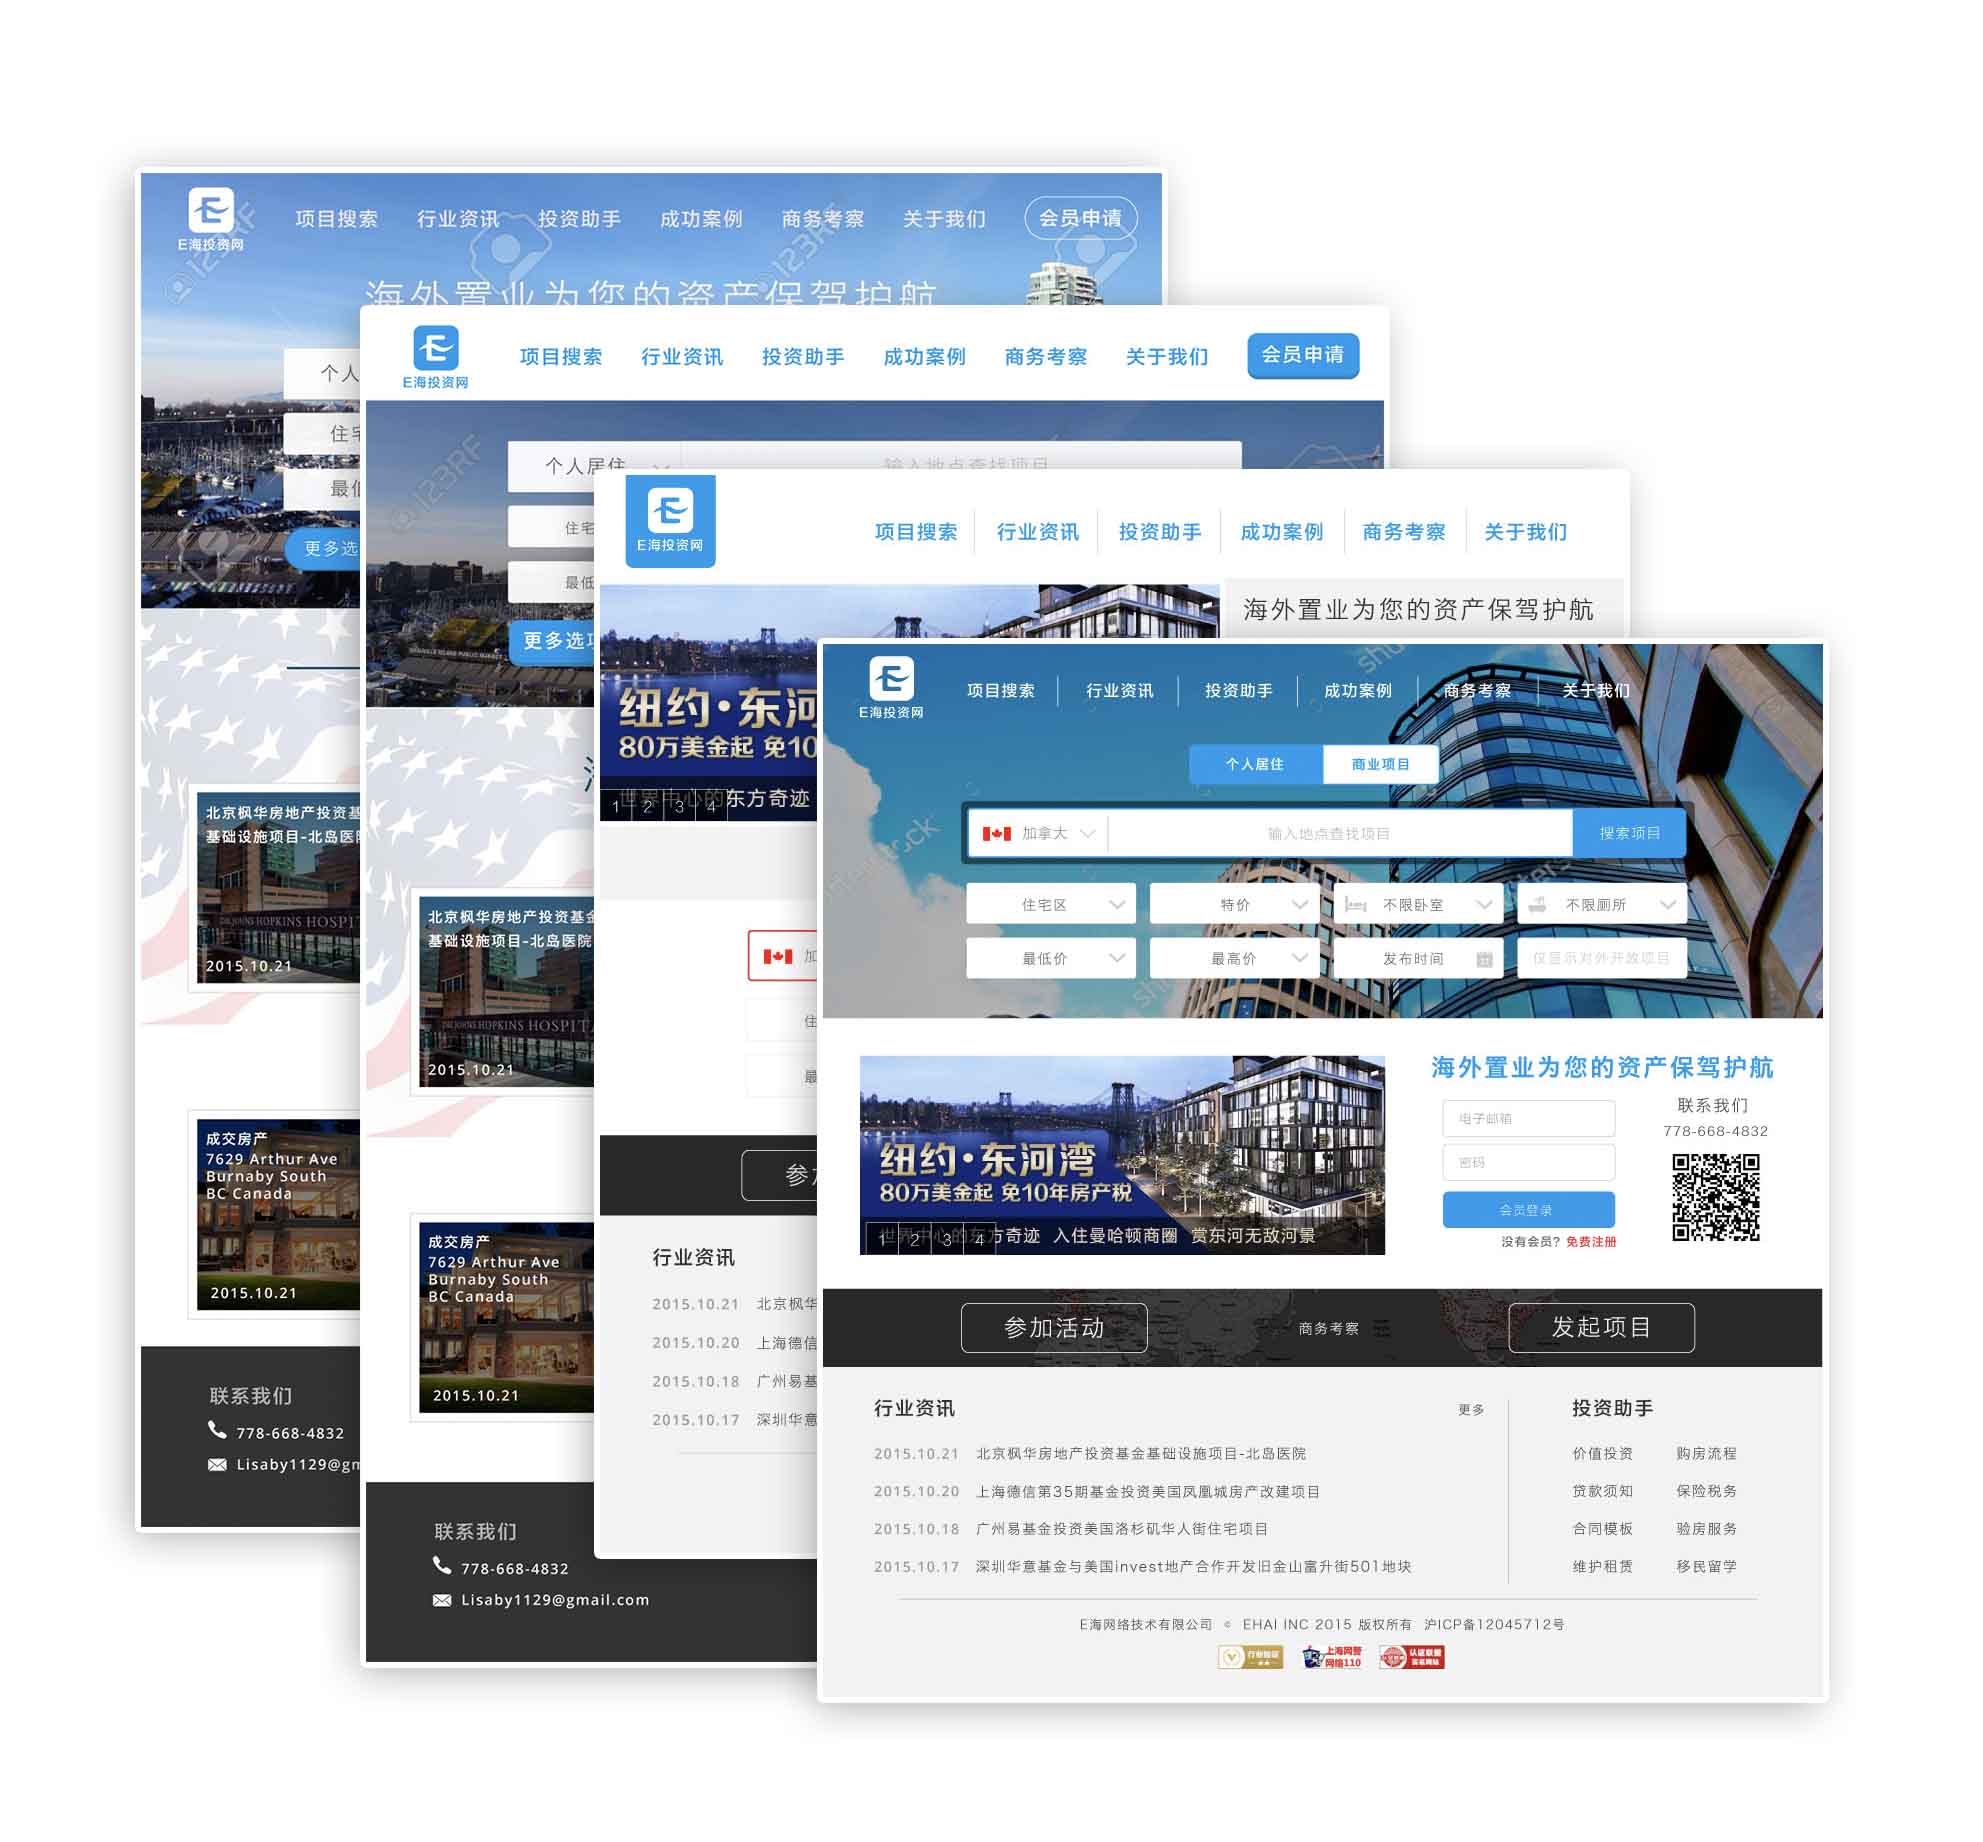 E海投资网
项目搜索 行业资讯 投资助手 成功案例 商务考察 关于我们 会员申请
海外置业为您的资产保驾护航
个人
住宅
最低
更多选
北京枫华房地产投资基
基础设施项目-北岛医院
JOHNS HOPKINS HOSPIT
2015.10.21
成交房产
7629 Arthur Ave
Burnaby South
BC Canada
2015.10.21
联系我们
778-668-4832
Lisaby1129@gm
E海投资网
项目搜索 行业资讯 投资助手 成功案例 商务考察 关于我们 会员申请
个人居住 输入地点查找项目
住宅
最低
更多选项
北京枫华房地产投资基金
基础设施项目-北岛医院
JOHNS HOPKINS HOSPITA
2015.10.21
成交房产
7629 Arthur Ave
Burnaby South
BC Canada
2015.10.21
联系我们
778-668-4832
Lisaby1129@gmail.com
E海投资网
项目搜索 行业资讯 投资助手 成功案例 商务考察 关于我们
海外置业为您的资产保驾护航
纽约·东河
80万美金起 免10
世界中心的东方奇迹
1 2 3 4
加
住
最
参加
行业资讯
2015.10.21 北京枫华
2015.10.20 上海德信
2015.10.18 广州易基
2015.10.17 深圳华意
E海投资网
项目搜索 行业资讯 投资助手 成功案例 商务考察 关于我们
个人居住 商业项目
加拿大 输入地点查找项目 搜索项目
住宅区 特价 不限卧室 不限厕所
最低价 最高价 发布时间 仅显示对外开放项目
纽约·东河湾
80万美金起 免10年房产税
世界中心的东方奇迹 入住曼哈顿商圈 赏东河无敌河景
1 2 3 4
海外置业为您的资产保驾护航
电子邮箱
密码
会员登录
没有会员? 免费注册
联系我们
778-668-4832
参加活动 商务考察 发起项目
行业资讯 更多
2015.10.21 北京枫华房地产投资基金基础设施项目-北岛医院
2015.10.20 上海德信第35期基金投资美国凤凰城房产改建项目
2015.10.18 广州易基金投资美国洛杉矶华人街住宅项目
2015.10.17 深圳华意基金与美国invest地产合作开发旧金山富升街501地块
投资助手
价值投资 购房流程
贷款须知 保险税务
合同模板 验房服务
维护租赁 移民留学
E海网络技术有限公司 © EHAI INC 2015 版权所有 沪ICP备12045712号
上海网警
网络110